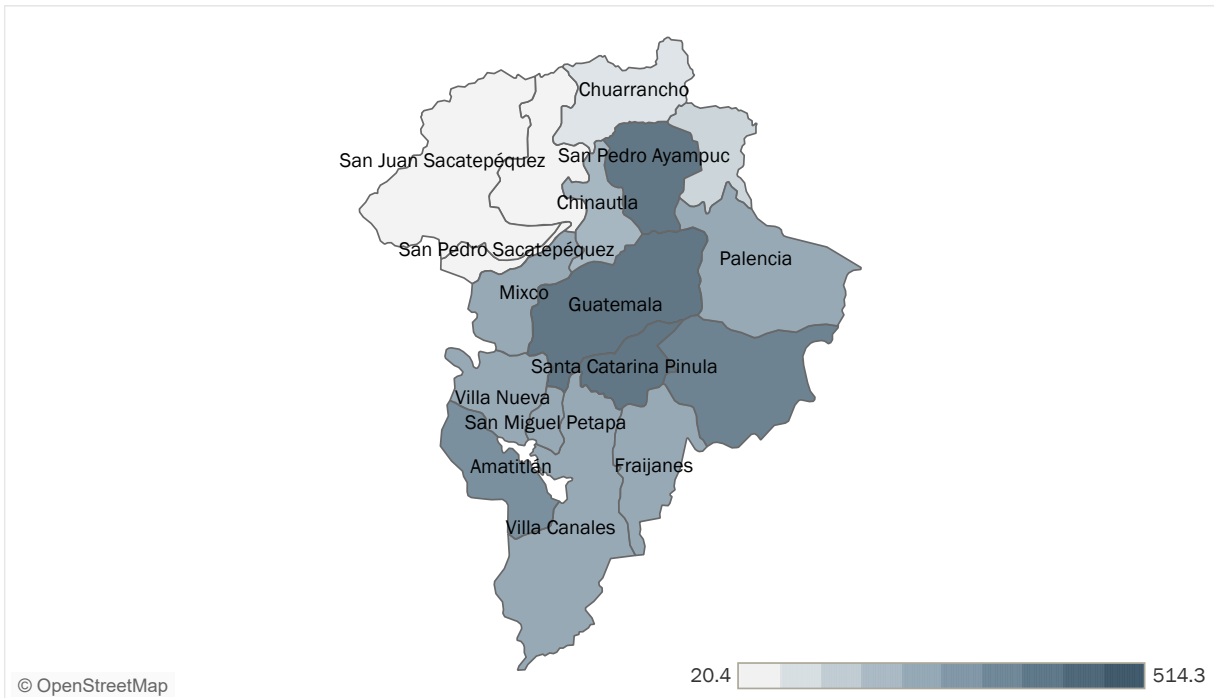 Chuarrancho
San Juan Sacatepéquez
San Pedro Ayampuc
Chinautla
San Pedro Sacatepéquez
Palencia
Mixco
Guatemala
Santa Catarina Pinula
Villa Nueva
San Miguel Petapa
Amatitlán
Fraijanes
Villa Canales
20.4
514.3
© OpenStreetMap